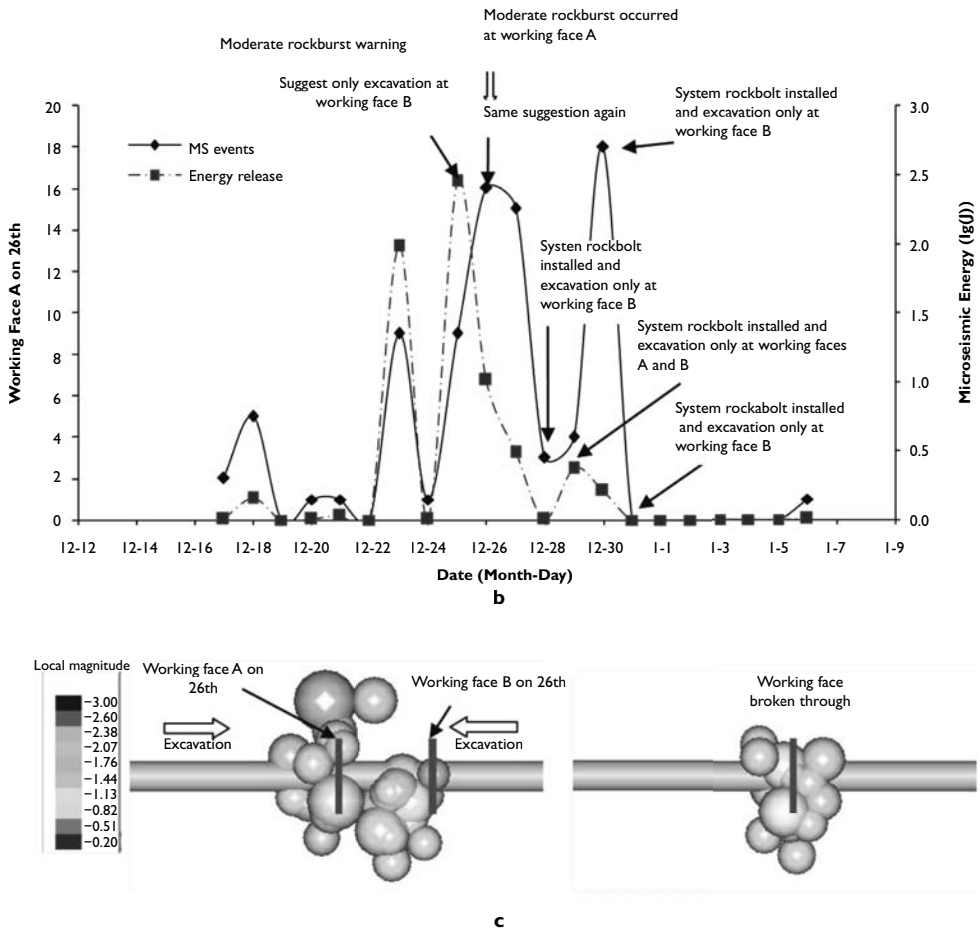 Moderate rockburst occurred
at working face A
Moderate rockburst warning
Suggest only excavation at
working face B
Same suggestion again
System rockbolt installed
and excavation only at
working face B
MS events
Energy release
Systen rockbolt
installed and
excavation only at
working face B
System rockbolt installed and
excavation only at working faces
A and B
System rockabolt installed
and excavation only at
working face B
Working Face A on 26th
20
18
16
14
12
10
8
6
4
2
0
3.0
2.5
2.0
1.5
1.0
0.5
0.0
Microseismic Energy (lg(J))
12-12 12-14 12-16 12-18 12-20 12-22 12-24 12-26 12-28 12-30 1-1 1-3 1-5 1-7 1-9
Date (Month-Day)
b
Local magnitude
−3.00
−2.60
−2.38
−2.07
−1.76
−1.44
−1.13
−0.82
−0.51
−0.20
Working face A on
26th
Working face B on 26th
Excavation
Excavation
Working face
broken through
c